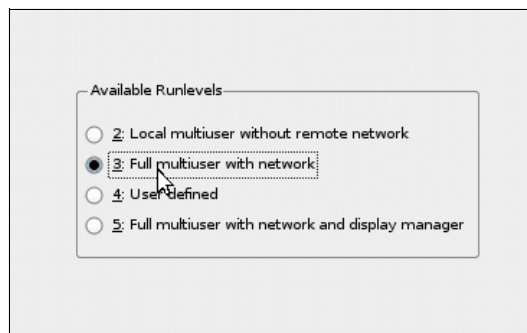 Available Runlevels
2: Local multiuser without remote network
3: Full multiuser with network
4: User defined
5: Full multiuser with network and display manager